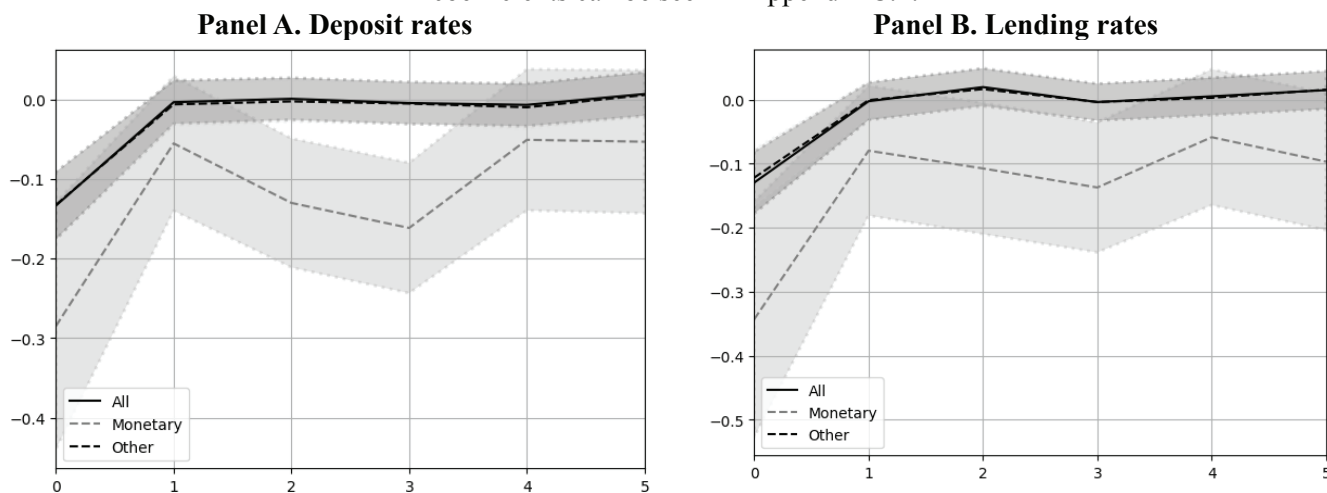 Panel A. Deposit rates
0.0
−0.1
−0.2
−0.3
−0.4
All
Monetary
Other
0 1 2 3 4 5
Panel B. Lending rates
0.0
−0.1
−0.2
−0.3
−0.4
−0.5
All
Monetary
Other
0 1 2 3 4 5